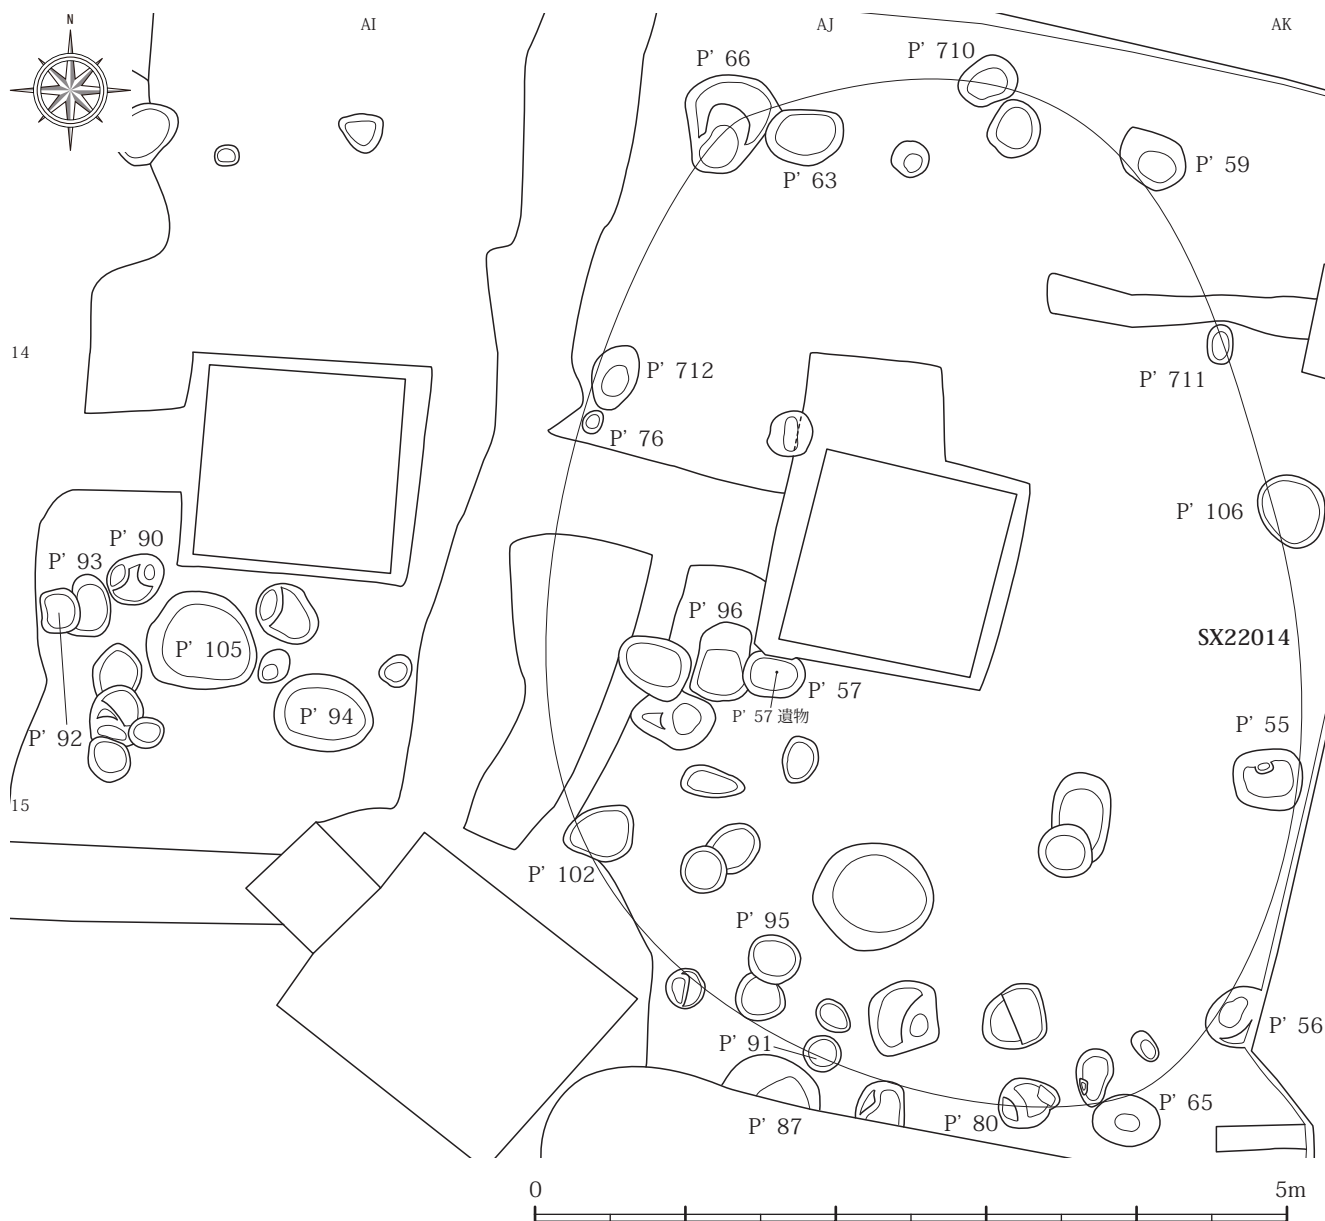 N
AI
AJ
AK
P' 66
P' 710
P' 63
P' 59
14
P' 712
P' 711
P' 76
P' 106
P' 90
P' 93
P' 96
SX22014
P' 105
P' 57
P' 94
P' 57 遺物
P' 55
P' 92
15
P' 102
P' 95
P' 56
P' 91
P' 65
P' 87
P' 80
0
5m